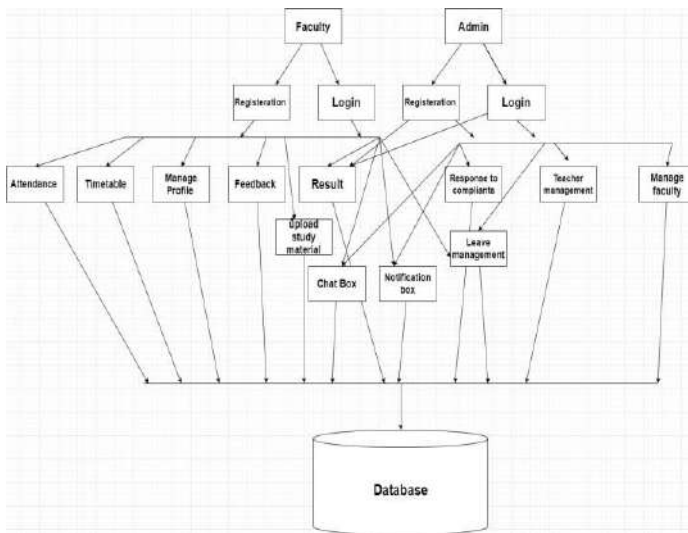 Faculty
Admin
Registeration
Login
Registeration
Login
Attendance
Timetable
Manage
Profile
Feedback
Result
Response to
compliants
Teacher
management
Manage
faculty
upload
study
material
Leave
management
Chat Box
Notification
box
Database